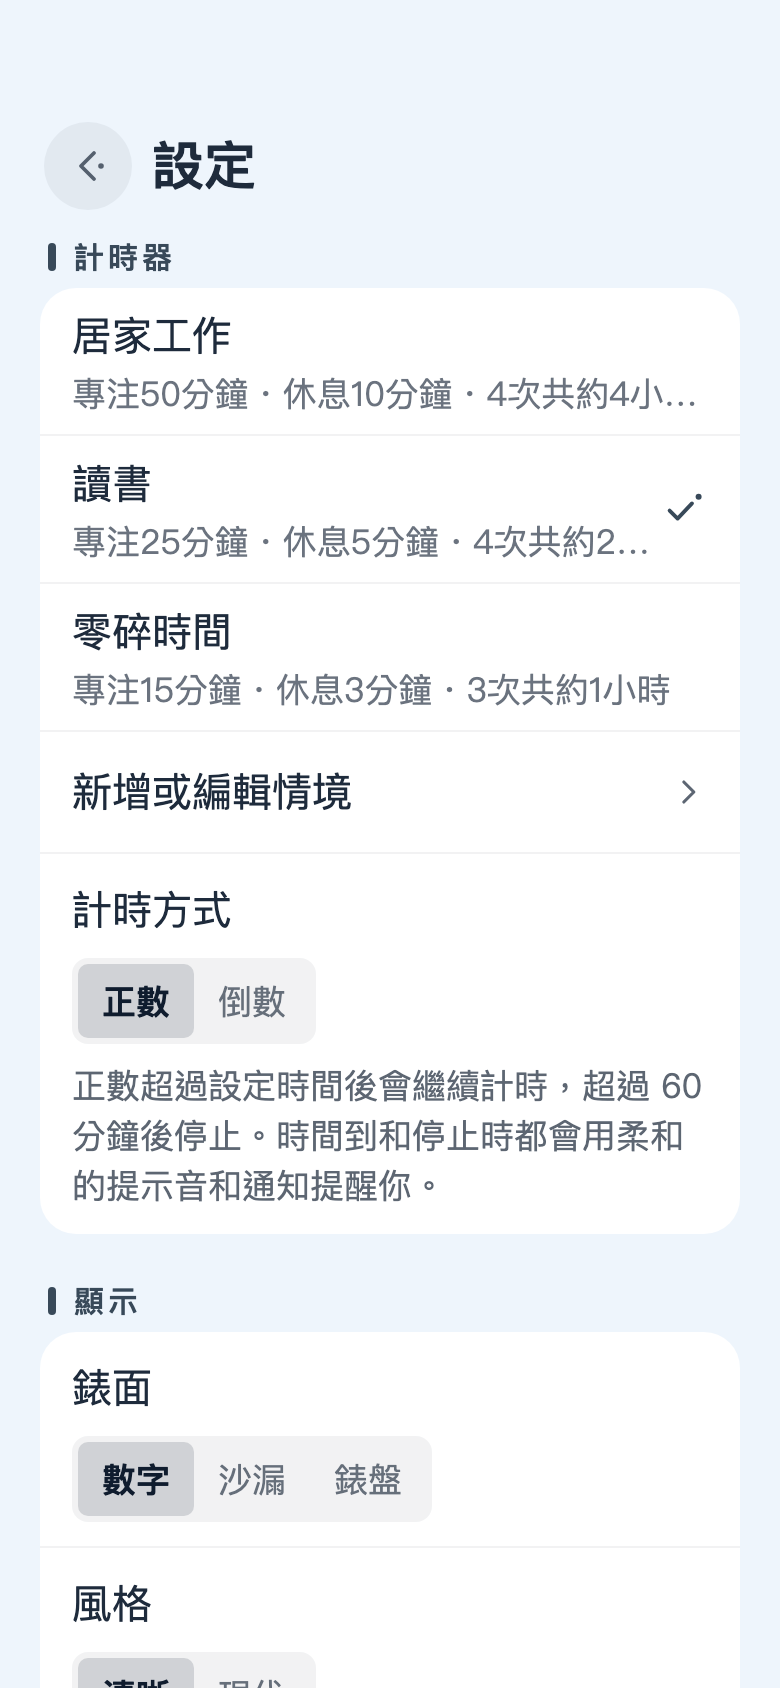 設定
計時器
居家工作
專注50分鐘·休息10分鐘·4次共約4小...
讀書
專注25分鐘·休息5分鐘·4次共約2...
零碎時間
專注15分鐘·休息3分鐘·3次共約1小時
新增或編輯情境
計時方式
正數 倒數
正數超過設定時間後會繼續計時，超過 60
分鐘後停止。時間到和停止時都會用柔和
的提示音和通知提醒你。
顯示
錶面
數字 沙漏 錶盤
風格
清晰 現代